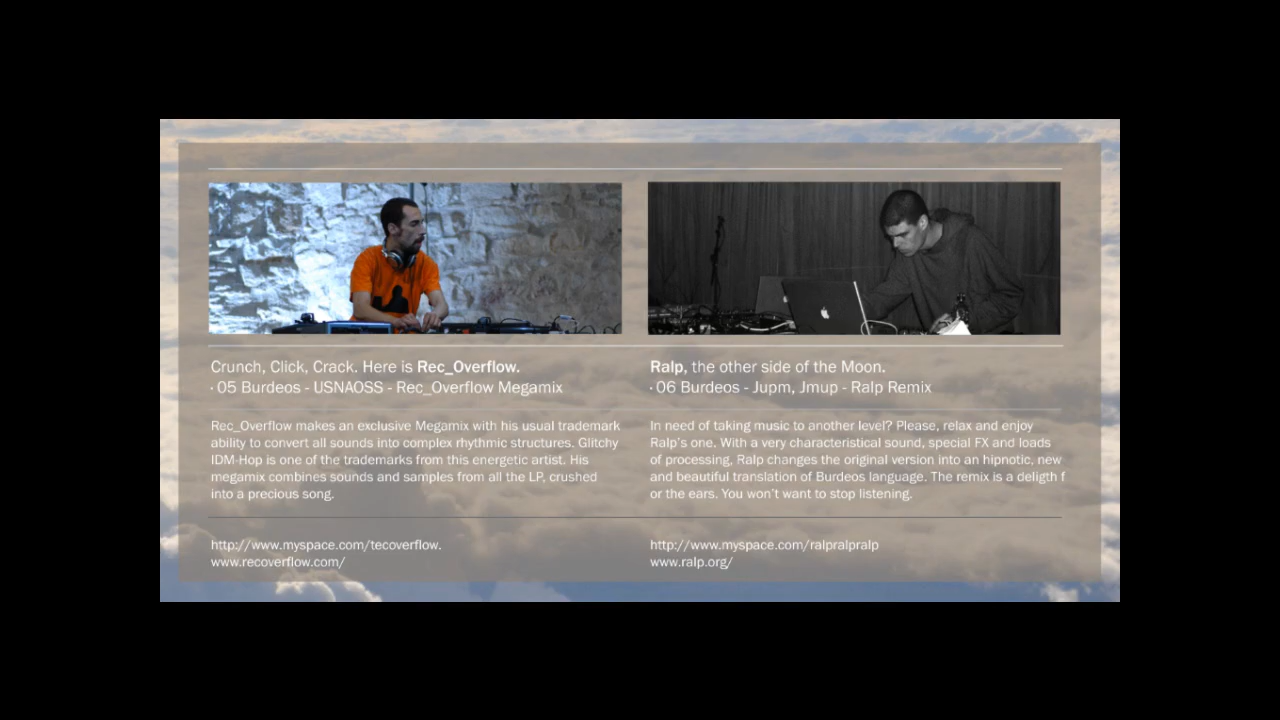 Crunch, Click, Crack. Here is Rec_Overflow.
· 05 Burdeos - USNAOSS - Rec_Overflow Megamix
Rec_Overflow makes an exclusive Megamix with his usual trademark
ability to convert all sounds into complex rhythmic structures. Glitchy
IDM-Hop is one of the trademarks from this energetic artist. His
megamix combines sounds and samples from all the LP, crushed
into a precious song.
http://www.myspace.com/tecoverflow.
www.recoverflow.com/
Ralp, the other side of the Moon.
· 06 Burdeos - Jupm, Jmup - Ralp Remix
In need of taking music to another level? Please, relax and enjoy
Ralp's one. With a very characteristical sound, special FX and loads
of processing, Ralp changes the original version into an hipnotic, new
and beautiful translation of Burdeos language. The remix is a deligth f
or the ears. You won't want to stop listening.
http://www.myspace.com/ralpralpralp
www.ralp.org/